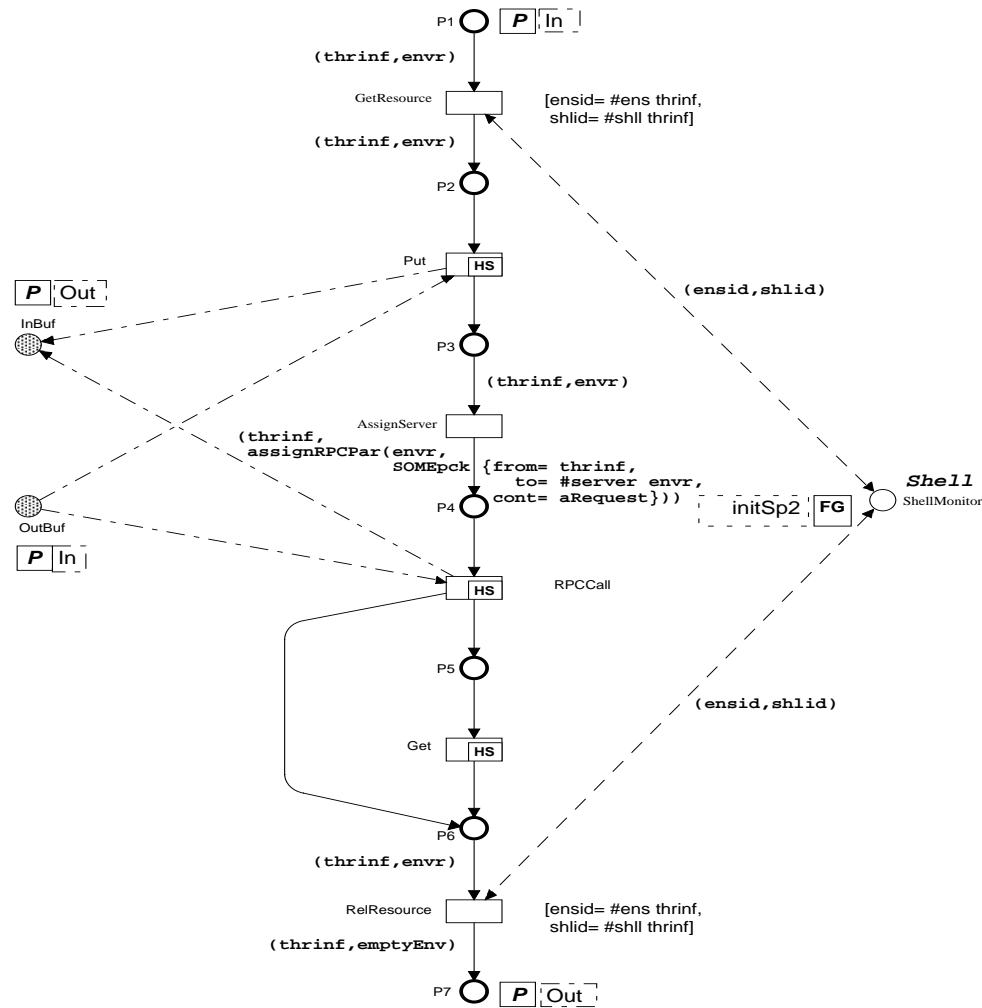 P1
P In
(thrinf,envr)
GetResource
[ensid= #ens thrinf,
shlid= #shll thrinf]
(thrinf,envr)
P2
Put
HS
(ensid,shlid)
P Out
InBuf
P3
(thrinf,envr)
AssignServer
(thrinf,
assignRPCPar(envr,
SOMEpck {from= thrinf,
to= #server envr,
cont= aRequest}))
P4
OutBuf
P In
initSp2 FG
Shell
ShellMonitor
HS
RPCCall
P5
(ensid,shlid)
Get
HS
P6
(thrinf,envr)
RelResource
[ensid= #ens thrinf,
shlid= #shll thrinf]
(thrinf,emptyEnv)
P7
P Out